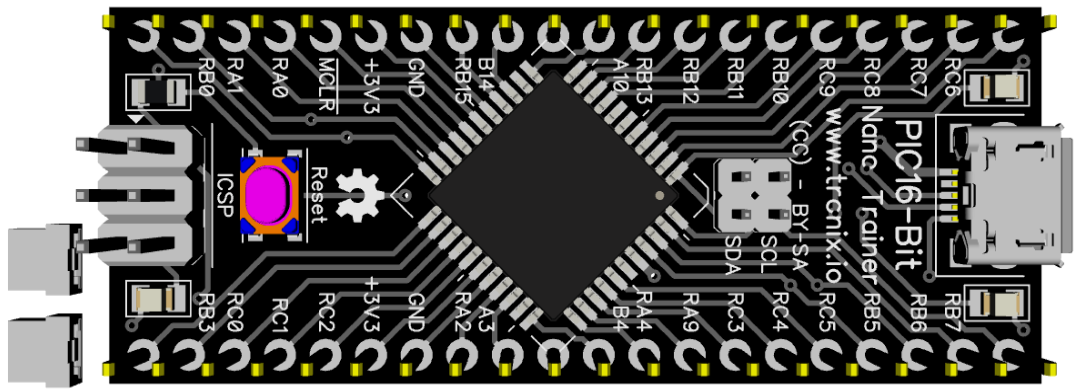 RB0
RA1
RA0
MCLR
+3V3
GND
RB15
B14
A10
RB13
RB12
RB11
RB10
RC9
RC8
RC7
RC6
ICSP
Reset
(CC) - BY-SA
www.tronix.io
Nano Trainer
PIC16-Bit
SDA
SCL
RB3
RC0
RC1
RC2
+3V3
GND
RA2
A3
B4
RA4
RA9
RC3
RC4
RC5
RB5
RB6
RB7